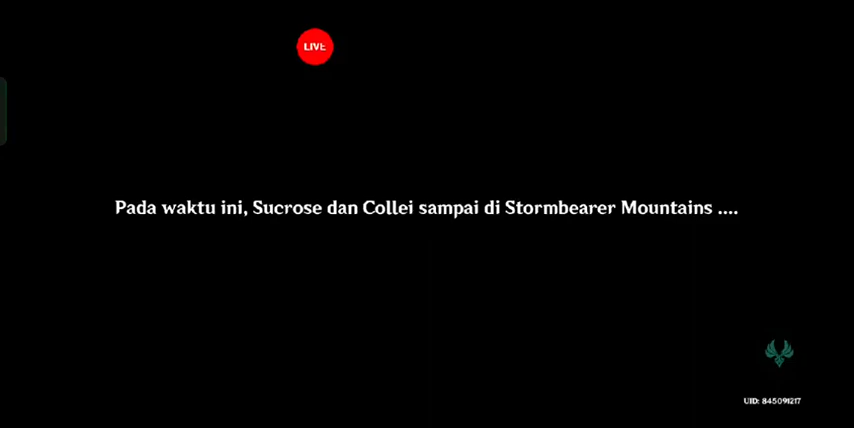 LIVE
Pada waktu ini, Sucrose dan Collei sampai di Stormbearer Mountains ....
UID: 845091217